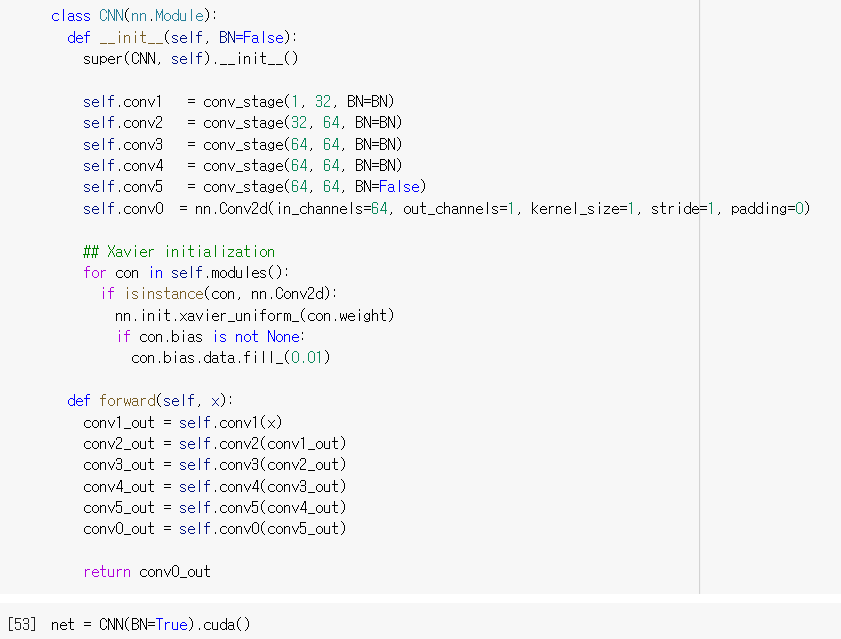 class CNN(nn.Module):
  def __init__(self, BN=False):
    super(CNN, self).__init__()

    self.conv1   = conv_stage(1, 32, BN=BN)
    self.conv2   = conv_stage(32, 64, BN=BN)
    self.conv3   = conv_stage(64, 64, BN=BN)
    self.conv4   = conv_stage(64, 64, BN=BN)
    self.conv5   = conv_stage(64, 64, BN=False)
    self.conv0  = nn.Conv2d(in_channels=64, out_channels=1, kernel_size=1, stride=1, padding=0)

    ## Xavier initialization
    for con in self.modules():
      if isinstance(con, nn.Conv2d):
        nn.init.xavier_uniform_(con.weight)
        if con.bias is not None:
          con.bias.data.fill_(0.01)

  def forward(self, x):
    conv1_out = self.conv1(x)
    conv2_out = self.conv2(conv1_out)
    conv3_out = self.conv3(conv2_out)
    conv4_out = self.conv4(conv3_out)
    conv5_out = self.conv5(conv4_out)
    conv0_out = self.conv0(conv5_out)

    return conv0_out

[53] net = CNN(BN=True).cuda()